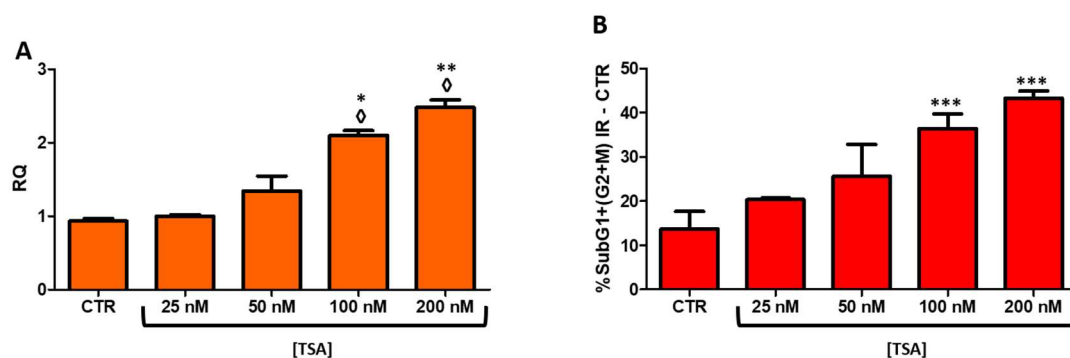 A
3
2
1
0
RQ
*
◊
**
◊
CTR 25 nM 50 nM 100 nM 200 nM
[TSA]
B
50
40
30
20
10
0
%SubG1+(G2+M) IR - CTR
***
***
CTR 25 nM 50 nM 100 nM 200 nM
[TSA]